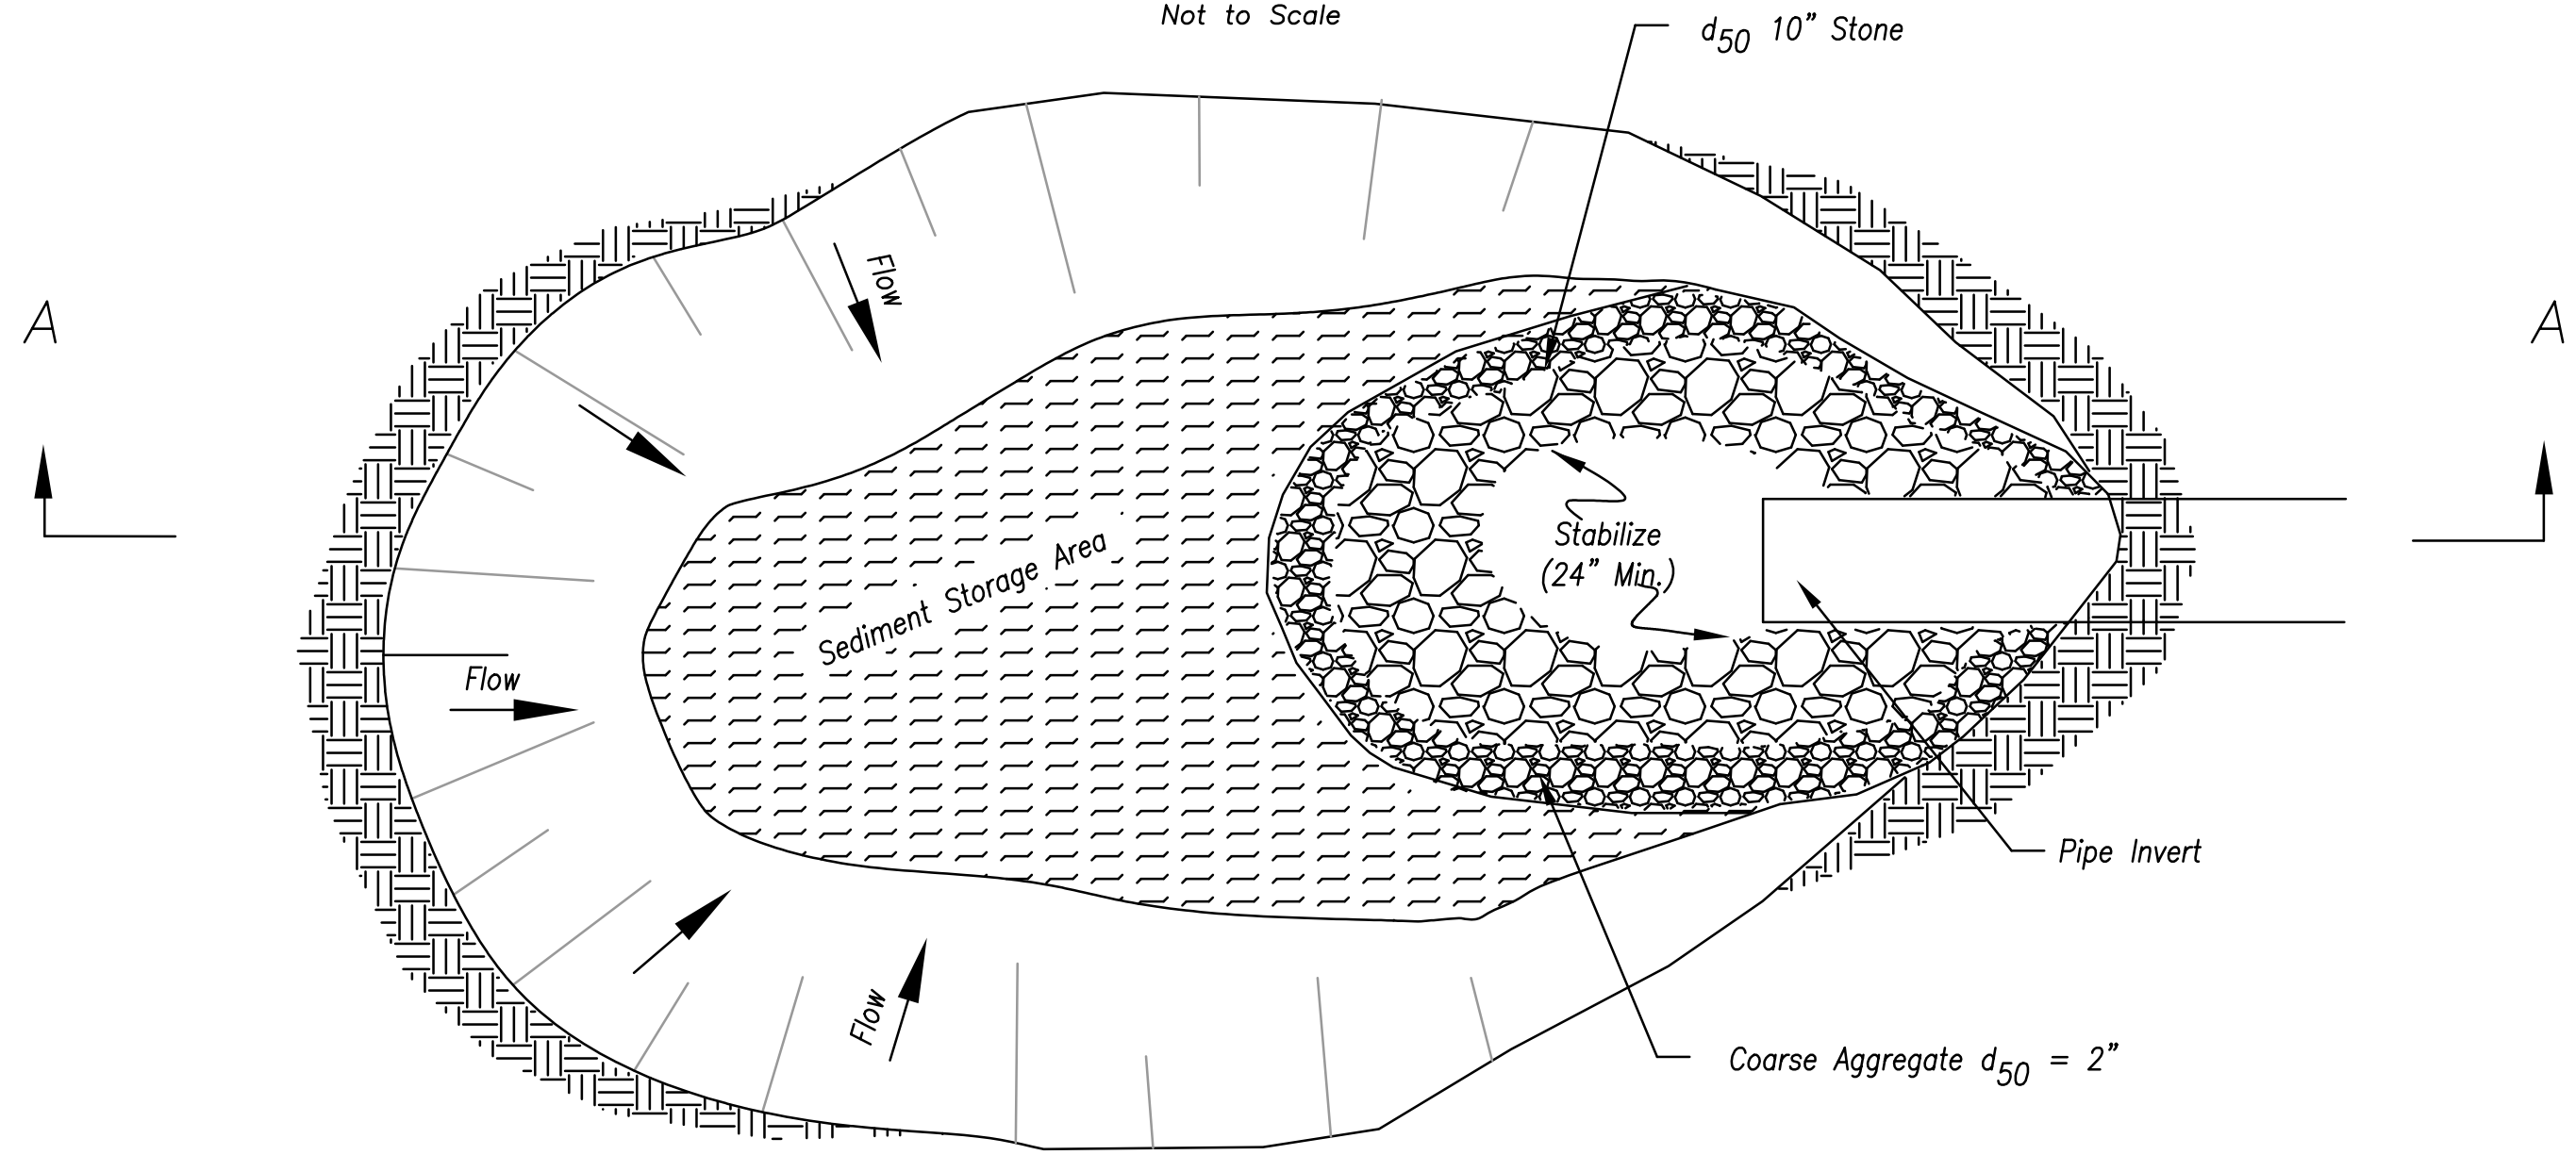 Not to Scale
d50 10” Stone
Flow
A
A
Stabilize
(24” Min.)
Sediment Storage Area
Flow
Pipe Invert
Flow
Coarse Aggregate d50 = 2”